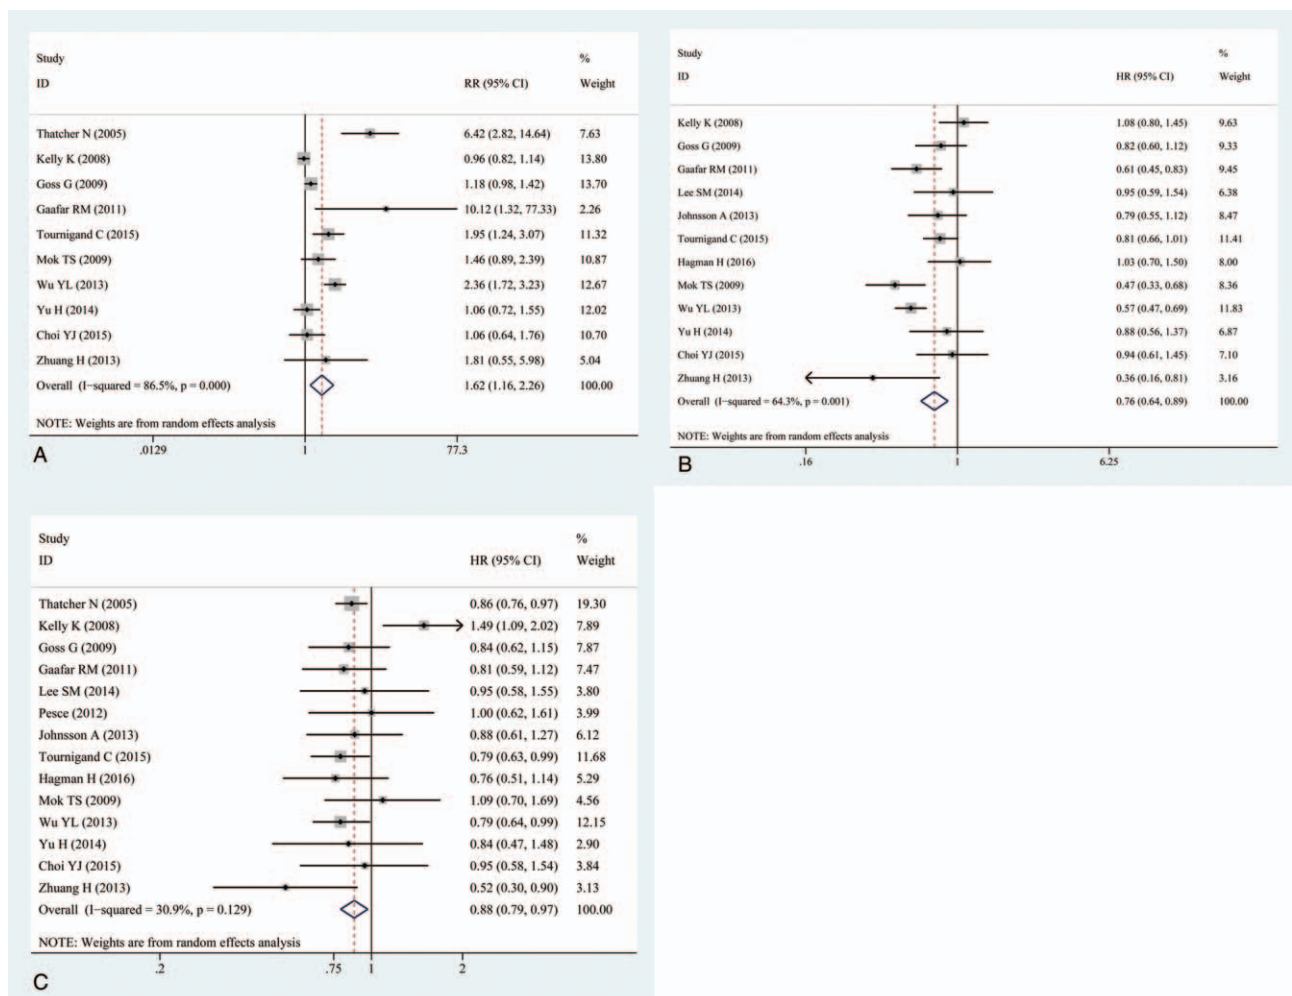 Study %
ID RR (95% CI) Weight
Thatcher N (2005) 6.42 (2.82, 14.64) 7.63
Kelly K (2008) 0.96 (0.82, 1.14) 13.80
Goss G (2009) 1.18 (0.98, 1.42) 13.70
Gaafar RM (2011) 10.12 (1.32, 77.33) 2.26
Tournigand C (2015) 1.95 (1.24, 3.07) 11.32
Mok TS (2009) 1.46 (0.89, 2.39) 10.87
Wu YL (2013) 2.36 (1.72, 3.23) 12.67
Yu H (2014) 1.06 (0.72, 1.55) 12.02
Choi YJ (2015) 1.06 (0.64, 1.76) 10.70
Zhuang H (2013) 1.81 (0.55, 5.98) 5.04
Overall (I−squared = 86.5%, p = 0.000) 1.62 (1.16, 2.26) 100.00
NOTE: Weights are from random effects analysis
.0129 1 77.3
A
Study %
ID HR (95% CI) Weight
Kelly K (2008) 1.08 (0.80, 1.45) 9.63
Goss G (2009) 0.82 (0.60, 1.12) 9.33
Gaafar RM (2011) 0.61 (0.45, 0.83) 9.45
Lee SM (2014) 0.95 (0.59, 1.54) 6.38
Johnsson A (2013) 0.79 (0.55, 1.12) 8.47
Tournigand C (2015) 0.81 (0.66, 1.01) 11.41
Hagman H (2016) 1.03 (0.70, 1.50) 8.00
Mok TS (2009) 0.47 (0.33, 0.68) 8.36
Wu YL (2013) 0.57 (0.47, 0.69) 11.83
Yu H (2014) 0.88 (0.56, 1.37) 6.87
Choi YJ (2015) 0.94 (0.61, 1.45) 7.10
Zhuang H (2013) 0.36 (0.16, 0.81) 3.16
Overall (I−squared = 64.3%, p = 0.001) 0.76 (0.64, 0.89) 100.00
NOTE: Weights are from random effects analysis
.16 1 6.25
B
Study %
ID HR (95% CI) Weight
Thatcher N (2005) 0.86 (0.76, 0.97) 19.30
Kelly K (2008) 1.49 (1.09, 2.02) 7.89
Goss G (2009) 0.84 (0.62, 1.15) 7.87
Gaafar RM (2011) 0.81 (0.59, 1.12) 7.47
Lee SM (2014) 0.95 (0.58, 1.55) 3.80
Pesce (2012) 1.00 (0.62, 1.61) 3.99
Johnsson A (2013) 0.88 (0.61, 1.27) 6.12
Tournigand C (2015) 0.79 (0.63, 0.99) 11.68
Hagman H (2016) 0.76 (0.51, 1.14) 5.29
Mok TS (2009) 1.09 (0.70, 1.69) 4.56
Wu YL (2013) 0.79 (0.64, 0.99) 12.15
Yu H (2014) 0.84 (0.47, 1.48) 2.90
Choi YJ (2015) 0.95 (0.58, 1.54) 3.84
Zhuang H (2013) 0.52 (0.30, 0.90) 3.13
Overall (I−squared = 30.9%, p = 0.129) 0.88 (0.79, 0.97) 100.00
NOTE: Weights are from random effects analysis
.2 .75 1 2
C